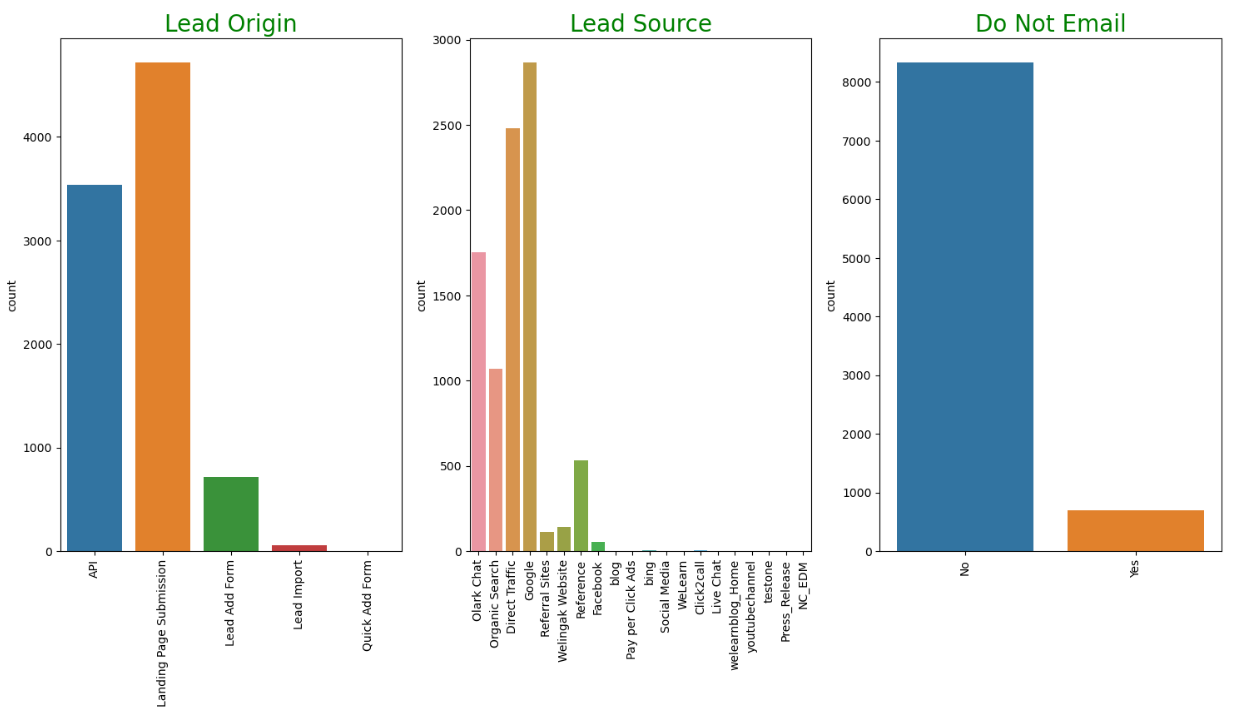 Lead Origin
count
4000
3000
2000
1000
0
API
Landing Page Submission
Lead Add Form
Lead Import
Quick Add Form
Lead Source
count
3000
2500
2000
1500
1000
500
0
Olark Chat
Organic Search
Direct Traffic
Google
Referral Sites
Welingak Website
Reference
Facebook
blog
Pay per Click Ads
bing
Social Media
WeLearn
Click2call
Live Chat
welearnblog_Home
youtubechannel
testone
Press_Release
NC_EDM
Do Not Email
count
8000
7000
6000
5000
4000
3000
2000
1000
0
No
Yes